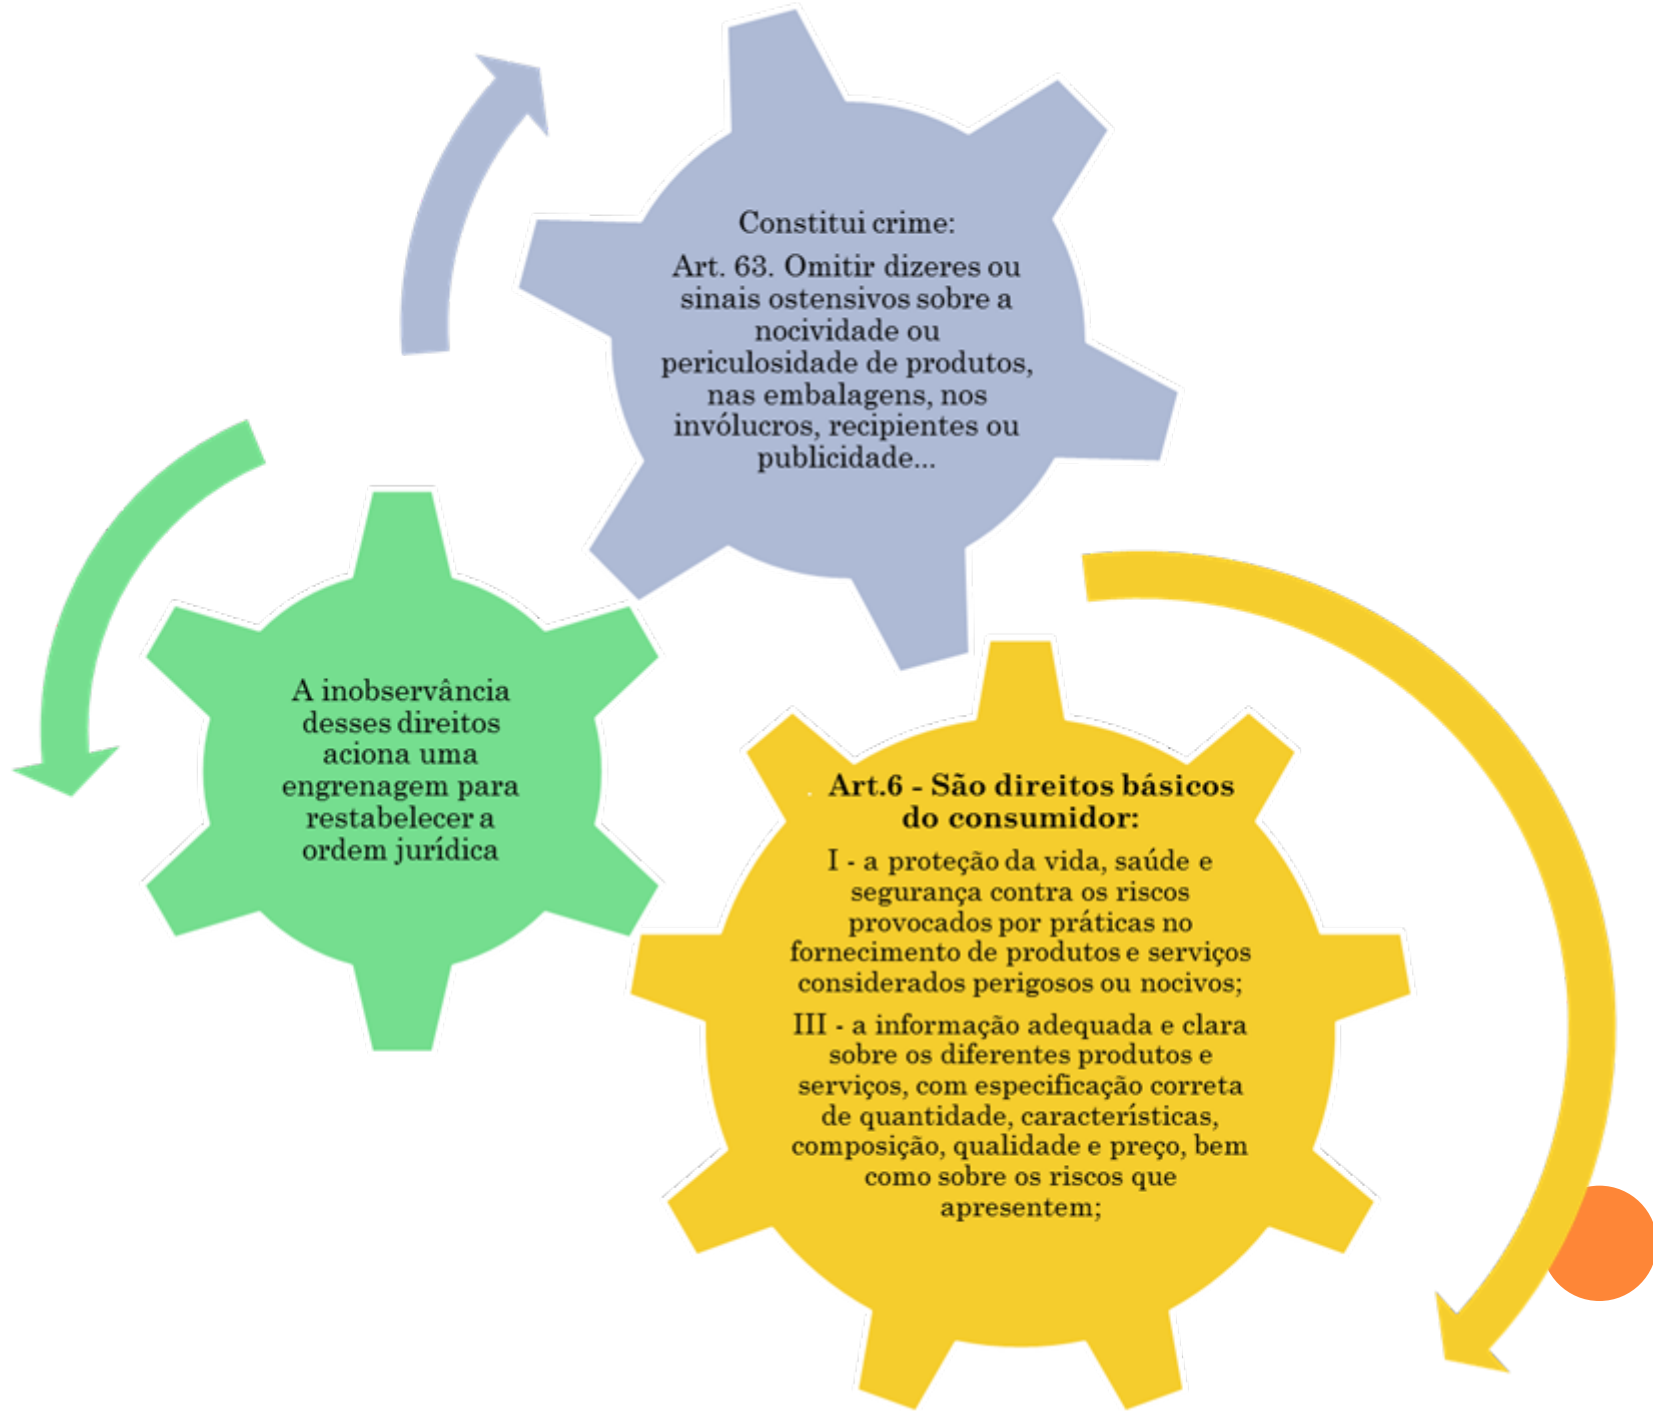 Constitui crime:
Art. 63. Omitir dizeres ou
sinais ostensivos sobre a
nocividade ou
periculosidade de produtos,
nas embalagens, nos
invólucros, recipientes ou
publicidade...
A inobservância
desses direitos
aciona uma
engrenagem para
restabelecer a
ordem jurídica
Art.6 - São direitos básicos
do consumidor:
I - a proteção da vida, saúde e
segurança contra os riscos
provocados por práticas no
fornecimento de produtos e serviços
considerados perigosos ou nocivos;
III - a informação adequada e clara
sobre os diferentes produtos e
serviços, com especificação correta
de quantidade, características,
composição, qualidade e preço, bem
como sobre os riscos que
apresentem;